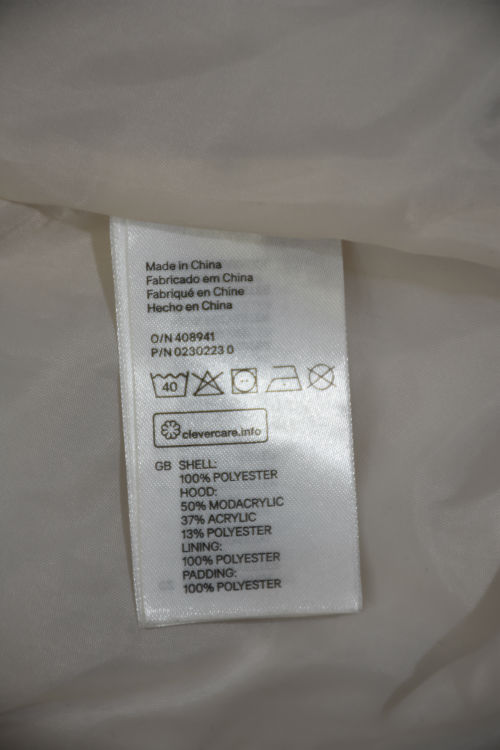 Made in China
Fabricado em China
Fabriqué en Chine
Hecho en China
O/N 408941
P/N 0230223 0
40
clevercare.info
GB SHELL:
100% POLYESTER
HOOD:
50% MODACRYLIC
37% ACRYLIC
13% POLYESTER
LINING:
100% POLYESTER
PADDING:
100% POLYESTER